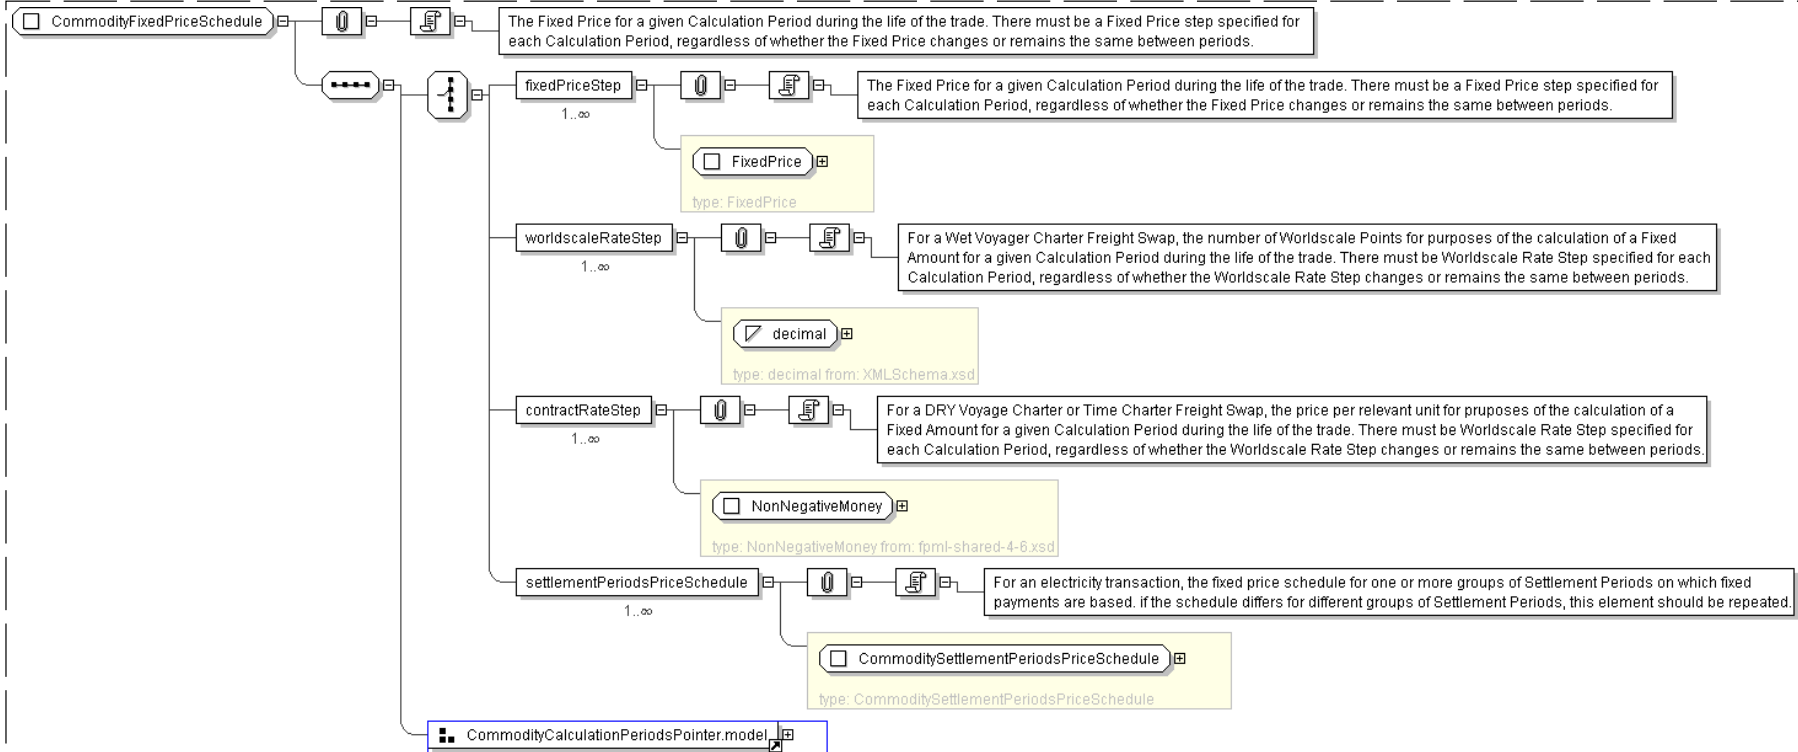 CommodityFixedPriceSchedule
The Fixed Price for a given Calculation Period during the life of the trade. There must be a Fixed Price step specified for
each Calculation Period, regardless of whether the Fixed Price changes or remains the same between periods.
fixedPriceStep
1..∞
The Fixed Price for a given Calculation Period during the life of the trade. There must be a Fixed Price step specified for
each Calculation Period, regardless of whether the Fixed Price changes or remains the same between periods.
FixedPrice
type: FixedPrice
worldscaleRateStep
1..∞
For a Wet Voyager Charter Freight Swap, the number of Worldscale Points for purposes of the calculation of a Fixed
Amount for a given Calculation Period during the life of the trade. There must be Worldscale Rate Step specified for each
Calculation Period, regardless of whether the Worldscale Rate Step changes or remains the same between periods.
decimal
type: decimal from: XMLSchema.xsd
contractRateStep
1..∞
For a DRY Voyage Charter or Time Charter Freight Swap, the price per relevant unit for pruposes of the calculation of a
Fixed Amount for a given Calculation Period during the life of the trade. There must be Worldscale Rate Step specified for
each Calculation Period, regardless of whether the Worldscale Rate Step changes or remains the same between periods.
NonNegativeMoney
type: NonNegativeMoney from: fpml-shared-4-6.xsd
settlementPeriodsPriceSchedule
1..∞
For an electricity transaction, the fixed price schedule for one or more groups of Settlement Periods on which fixed
payments are based. if the schedule differs for different groups of Settlement Periods, this element should be repeated.
CommoditySettlementPeriodsPriceSchedule
type: CommoditySettlementPeriodsPriceSchedule
CommodityCalculationPeriodsPointer.model